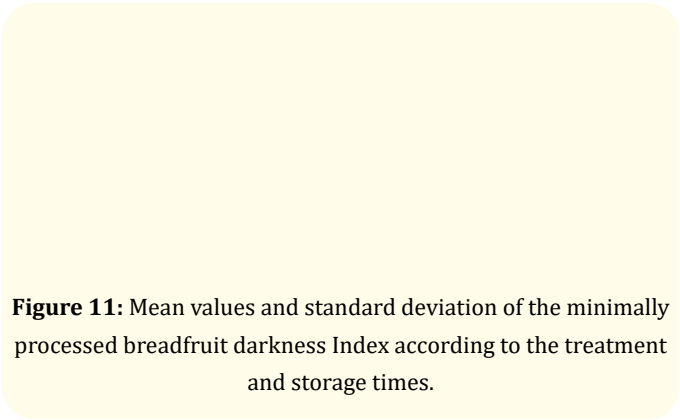 Figure 11: Mean values and standard deviation of the minimally
processed breadfruit darkness Index according to the treatment
and storage times.